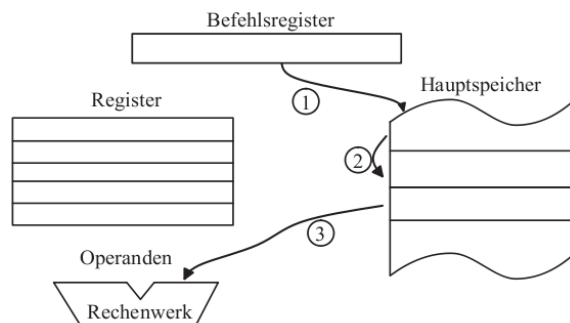 Befehlsregister
1
Hauptspeicher
Register
2
3
Operanden
Rechenwerk